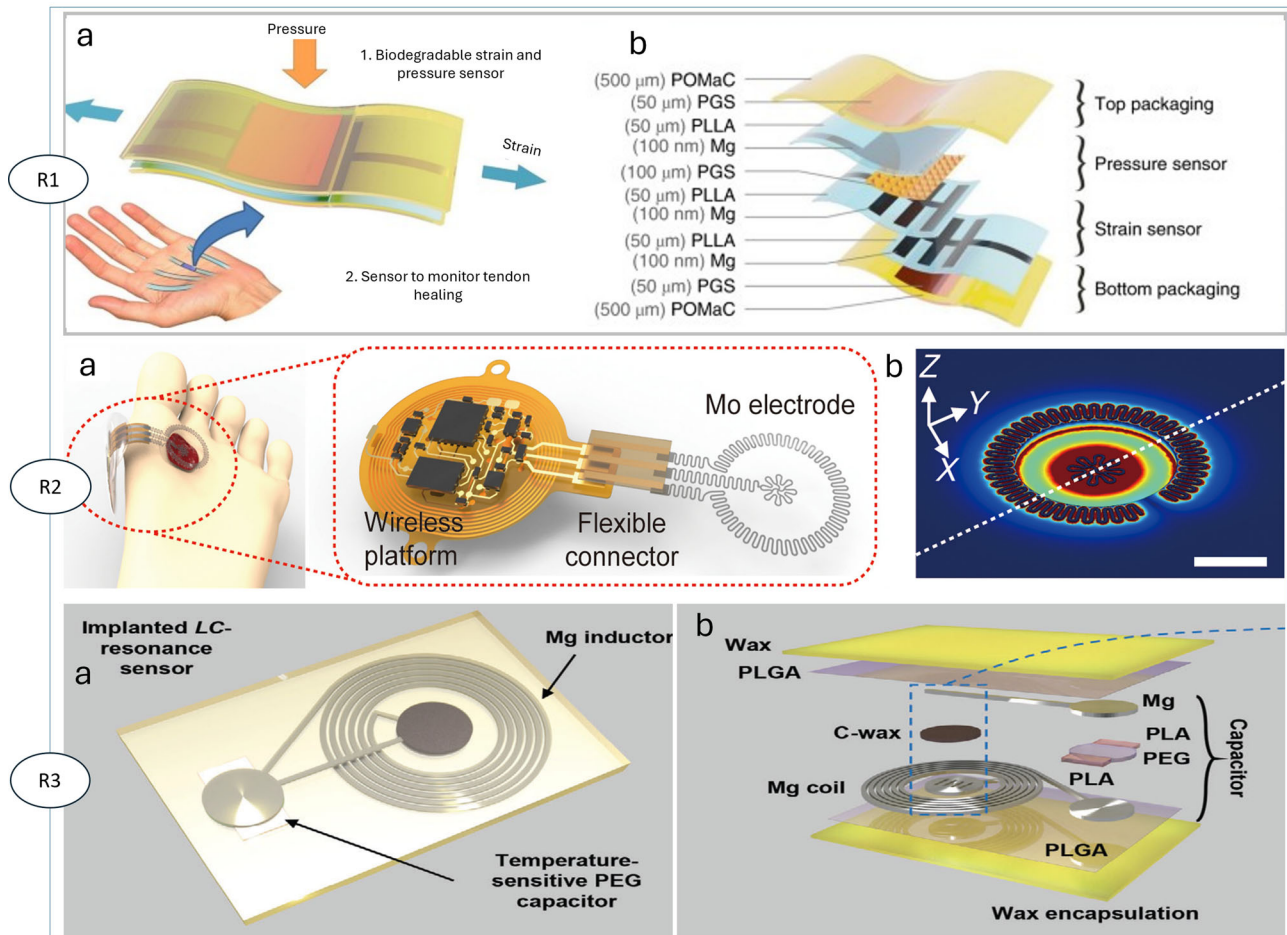 a
Pressure
1. Biodegradable strain and
pressure sensor
Strain
2. Sensor to monitor tendon
healing
R1
b
(500 µm) POMaC
(50 µm) PGS
(50 µm) PLLA
(100 nm) Mg
(100 µm) PGS
(50 µm) PLLA
(100 nm) Mg
(50 µm) PLLA
(100 nm) Mg
(50 µm) PGS
(500 µm) POMaC
Top packaging
Pressure sensor
Strain sensor
Bottom packaging
R2
a
Wireless
platform
Flexible
connector
Mo electrode
b
Z
Y
X
R3
Implanted LC-
resonance
sensor
a
Mg inductor
Temperature-
sensitive PEG
capacitor
b
Wax
PLGA
Mg
C-wax
PLA
PEG
PLA
Mg coil
Capacitor
PLGA
Wax encapsulation